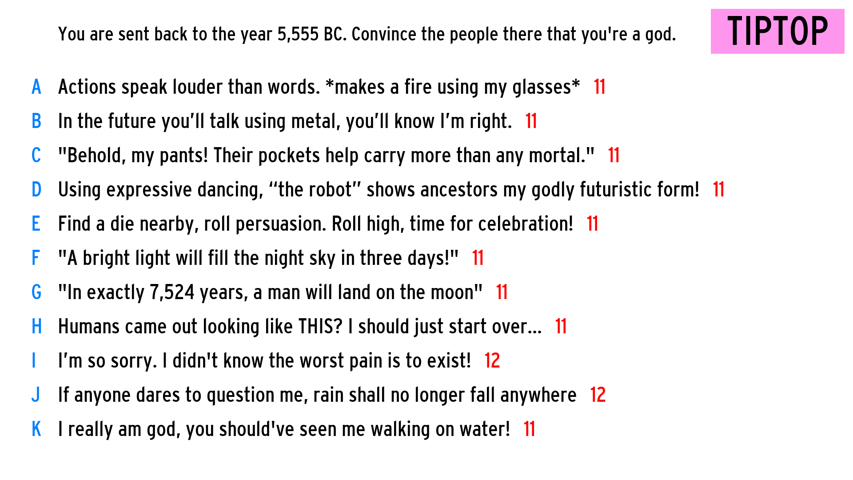 You are sent back to the year 5,555 BC. Convince the people there that you're a god.
TIPTOP
A Actions speak louder than words. *makes a fire using my glasses* 11
B In the future you’ll talk using metal, you’ll know I’m right. 11
C "Behold, my pants! Their pockets help carry more than any mortal." 11
D Using expressive dancing, “the robot” shows ancestors my godly futuristic form! 11
E Find a die nearby, roll persuasion. Roll high, time for celebration! 11
F "A bright light will fill the night sky in three days!" 11
G "In exactly 7,524 years, a man will land on the moon" 11
H Humans came out looking like THIS? I should just start over... 11
I I’m so sorry. I didn't know the worst pain is to exist! 12
J If anyone dares to question me, rain shall no longer fall anywhere 12
K I really am god, you should've seen me walking on water! 11